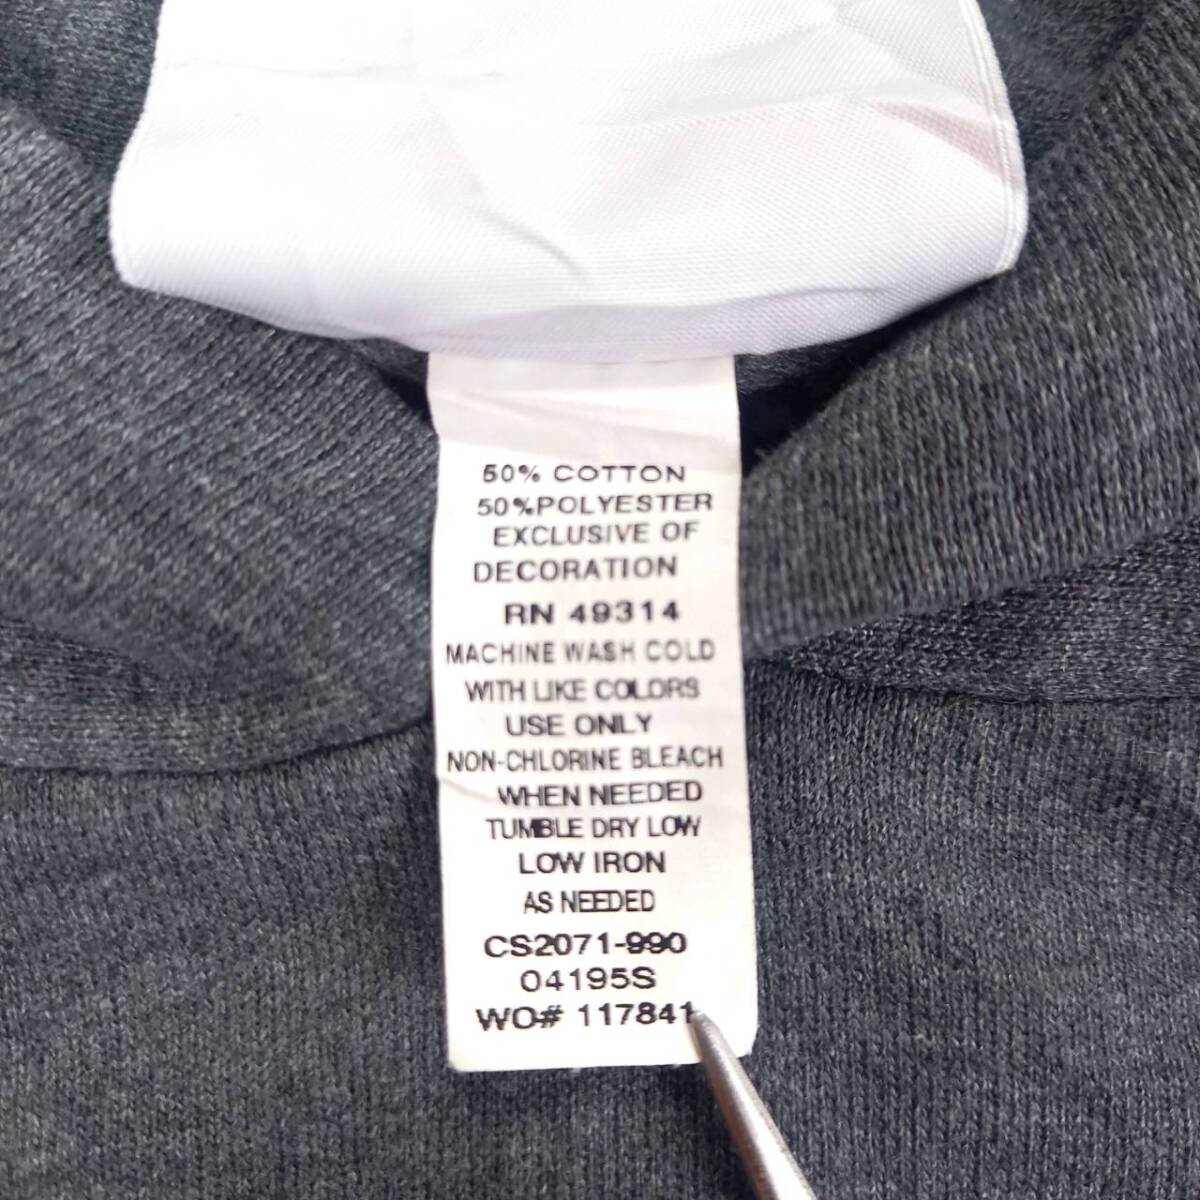 50% COTTON
50%POLYESTER
EXCLUSIVE OF
DECORATION
RN 49314
MACHINE WASH COLD
WITH LIKE COLORS
USE ONLY
NON-CHLORINE BLEACH
WHEN NEEDED
TUMBLE DRY LOW
LOW IRON
AS NEEDED
CS2071-990
04195S
WO# 117841